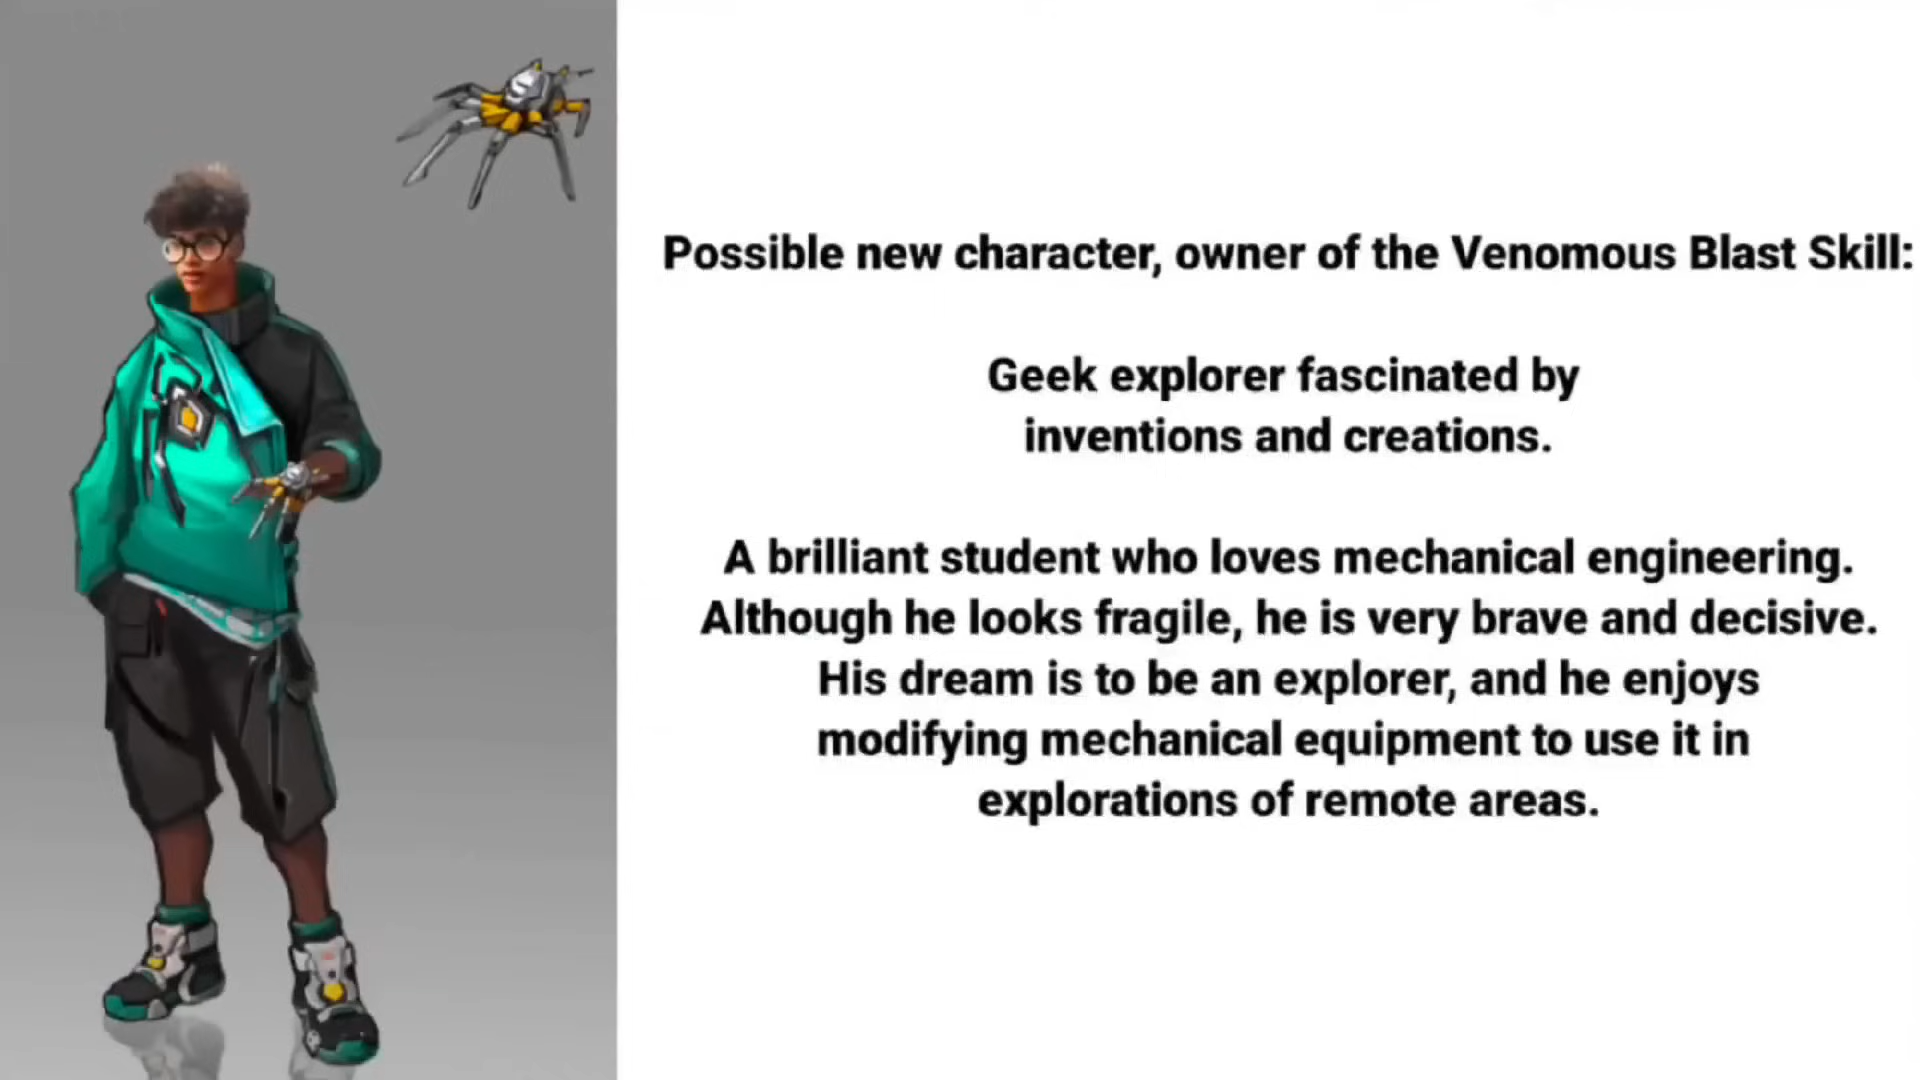 Possible new character, owner of the Venomous Blast Skill:
Geek explorer fascinated by
inventions and creations.
A brilliant student who loves mechanical engineering.
Although he looks fragile, he is very brave and decisive.
His dream is to be an explorer, and he enjoys
modifying mechanical equipment to use it in
explorations of remote areas.